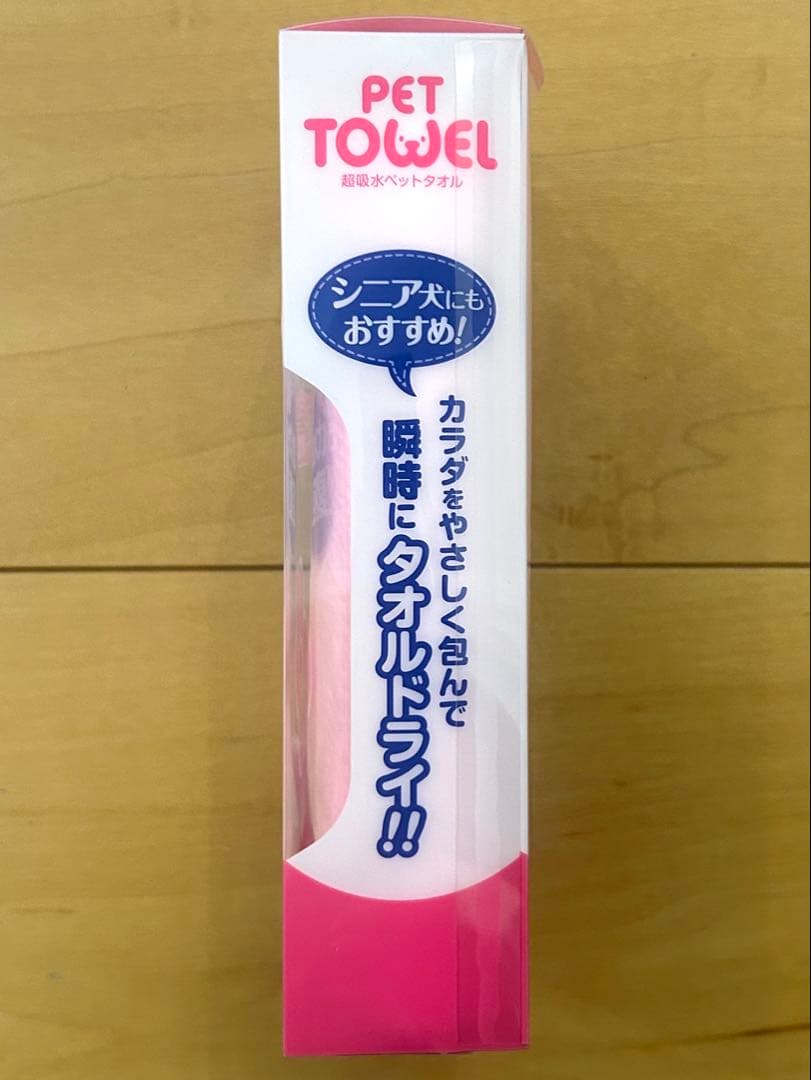 PET
TOWEL
超吸水ペットタオル
シニア犬にも
おすすめ!
カラダをやさしく包んで
瞬時にタオルドライ!!